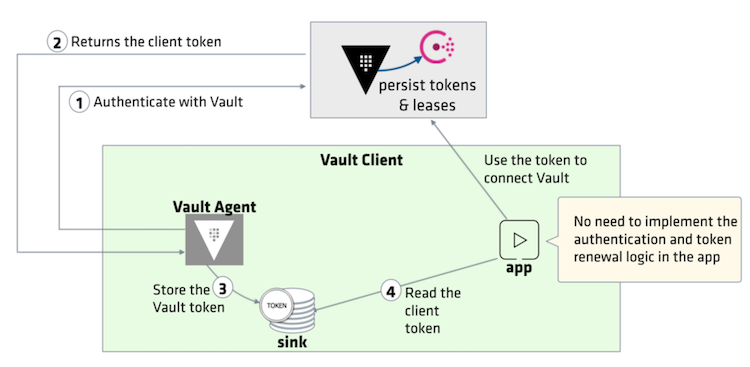 2 Returns the client token
1 Authenticate with Vault
persist tokens
& leases
Vault Client
Use the token to
connect Vault
Vault Agent
No need to implement the
authentication and token
renewal logic in the app
app
Store the
Vault token
3
4
Read the
client
token
TOKEN
sink